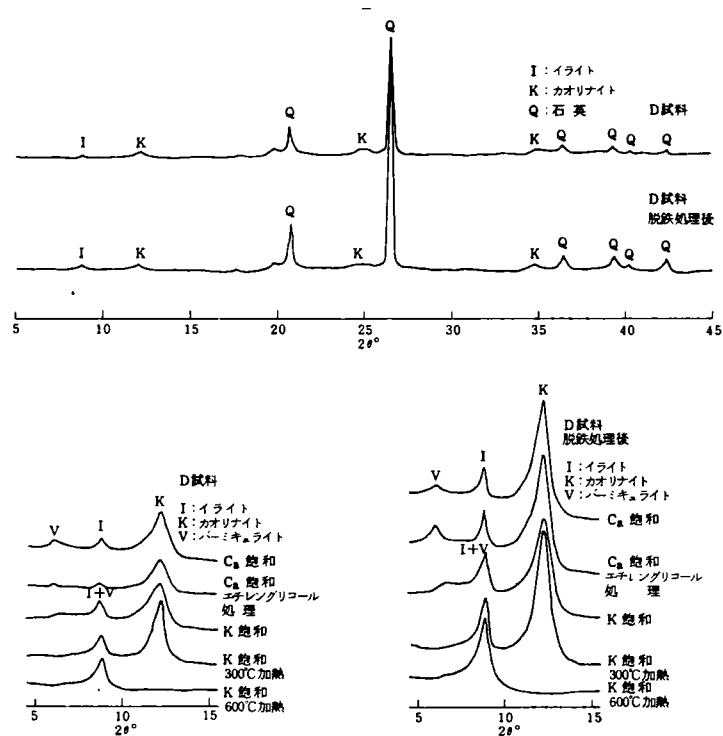 Q
I：イライト
K：カオリナイト
Q：石英
D試料
I K Q K K Q Q Q Q
D試料
脱鉄処理後
I K Q K K Q Q Q Q
5 10 15 20 25 30 35 40 45
2θ°
D試料
I：イライト
K：カオリナイト
V：バーミキュライト
V I K
Ca 飽和
Ca 飽和
エチレングリコール
処理
I+V
K 飽和
K 飽和
300℃加熱
K 飽和
600℃加熱
5 10 15
2θ°
K
D試料
脱鉄処理後
I：イライト
K：カオリナイト
V：バーミキュライト
V I
Ca 飽和
Ca 飽和
エチレングリコール
処理
I+V
K 飽和
K 飽和
300℃加熱
K 飽和
600℃加熱
5 10 15
2θ°